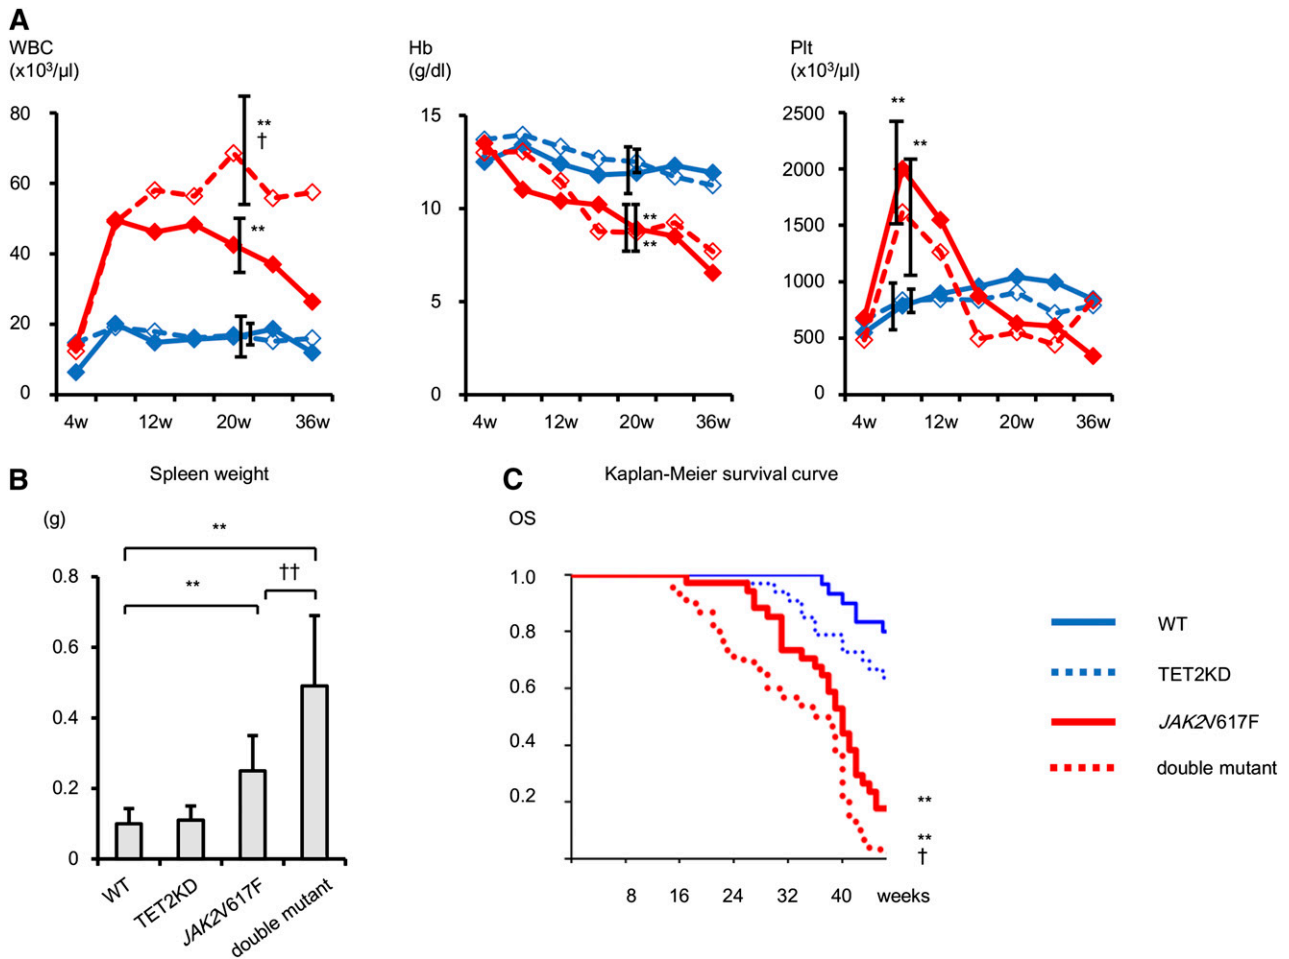 A
WBC
(x10³/μl)
80
60
40
20
0
4w 12w 20w 36w
**
†
**
Hb
(g/dl)
15
10
5
0
4w 12w 20w 36w
**
**
Plt
(x10³/μl)
2500
2000
1500
1000
500
0
4w 12w 20w 36w
**
**
B
Spleen weight
(g)
**
††
**
0.8
0.6
0.4
0.2
0
WT
TET2KD
JAK2V617F
double mutant
C
Kaplan-Meier survival curve
OS
1.0
0.8
0.6
0.4
0.2
8 16 24 32 40 weeks
**
**
†
WT
TET2KD
JAK2V617F
double mutant